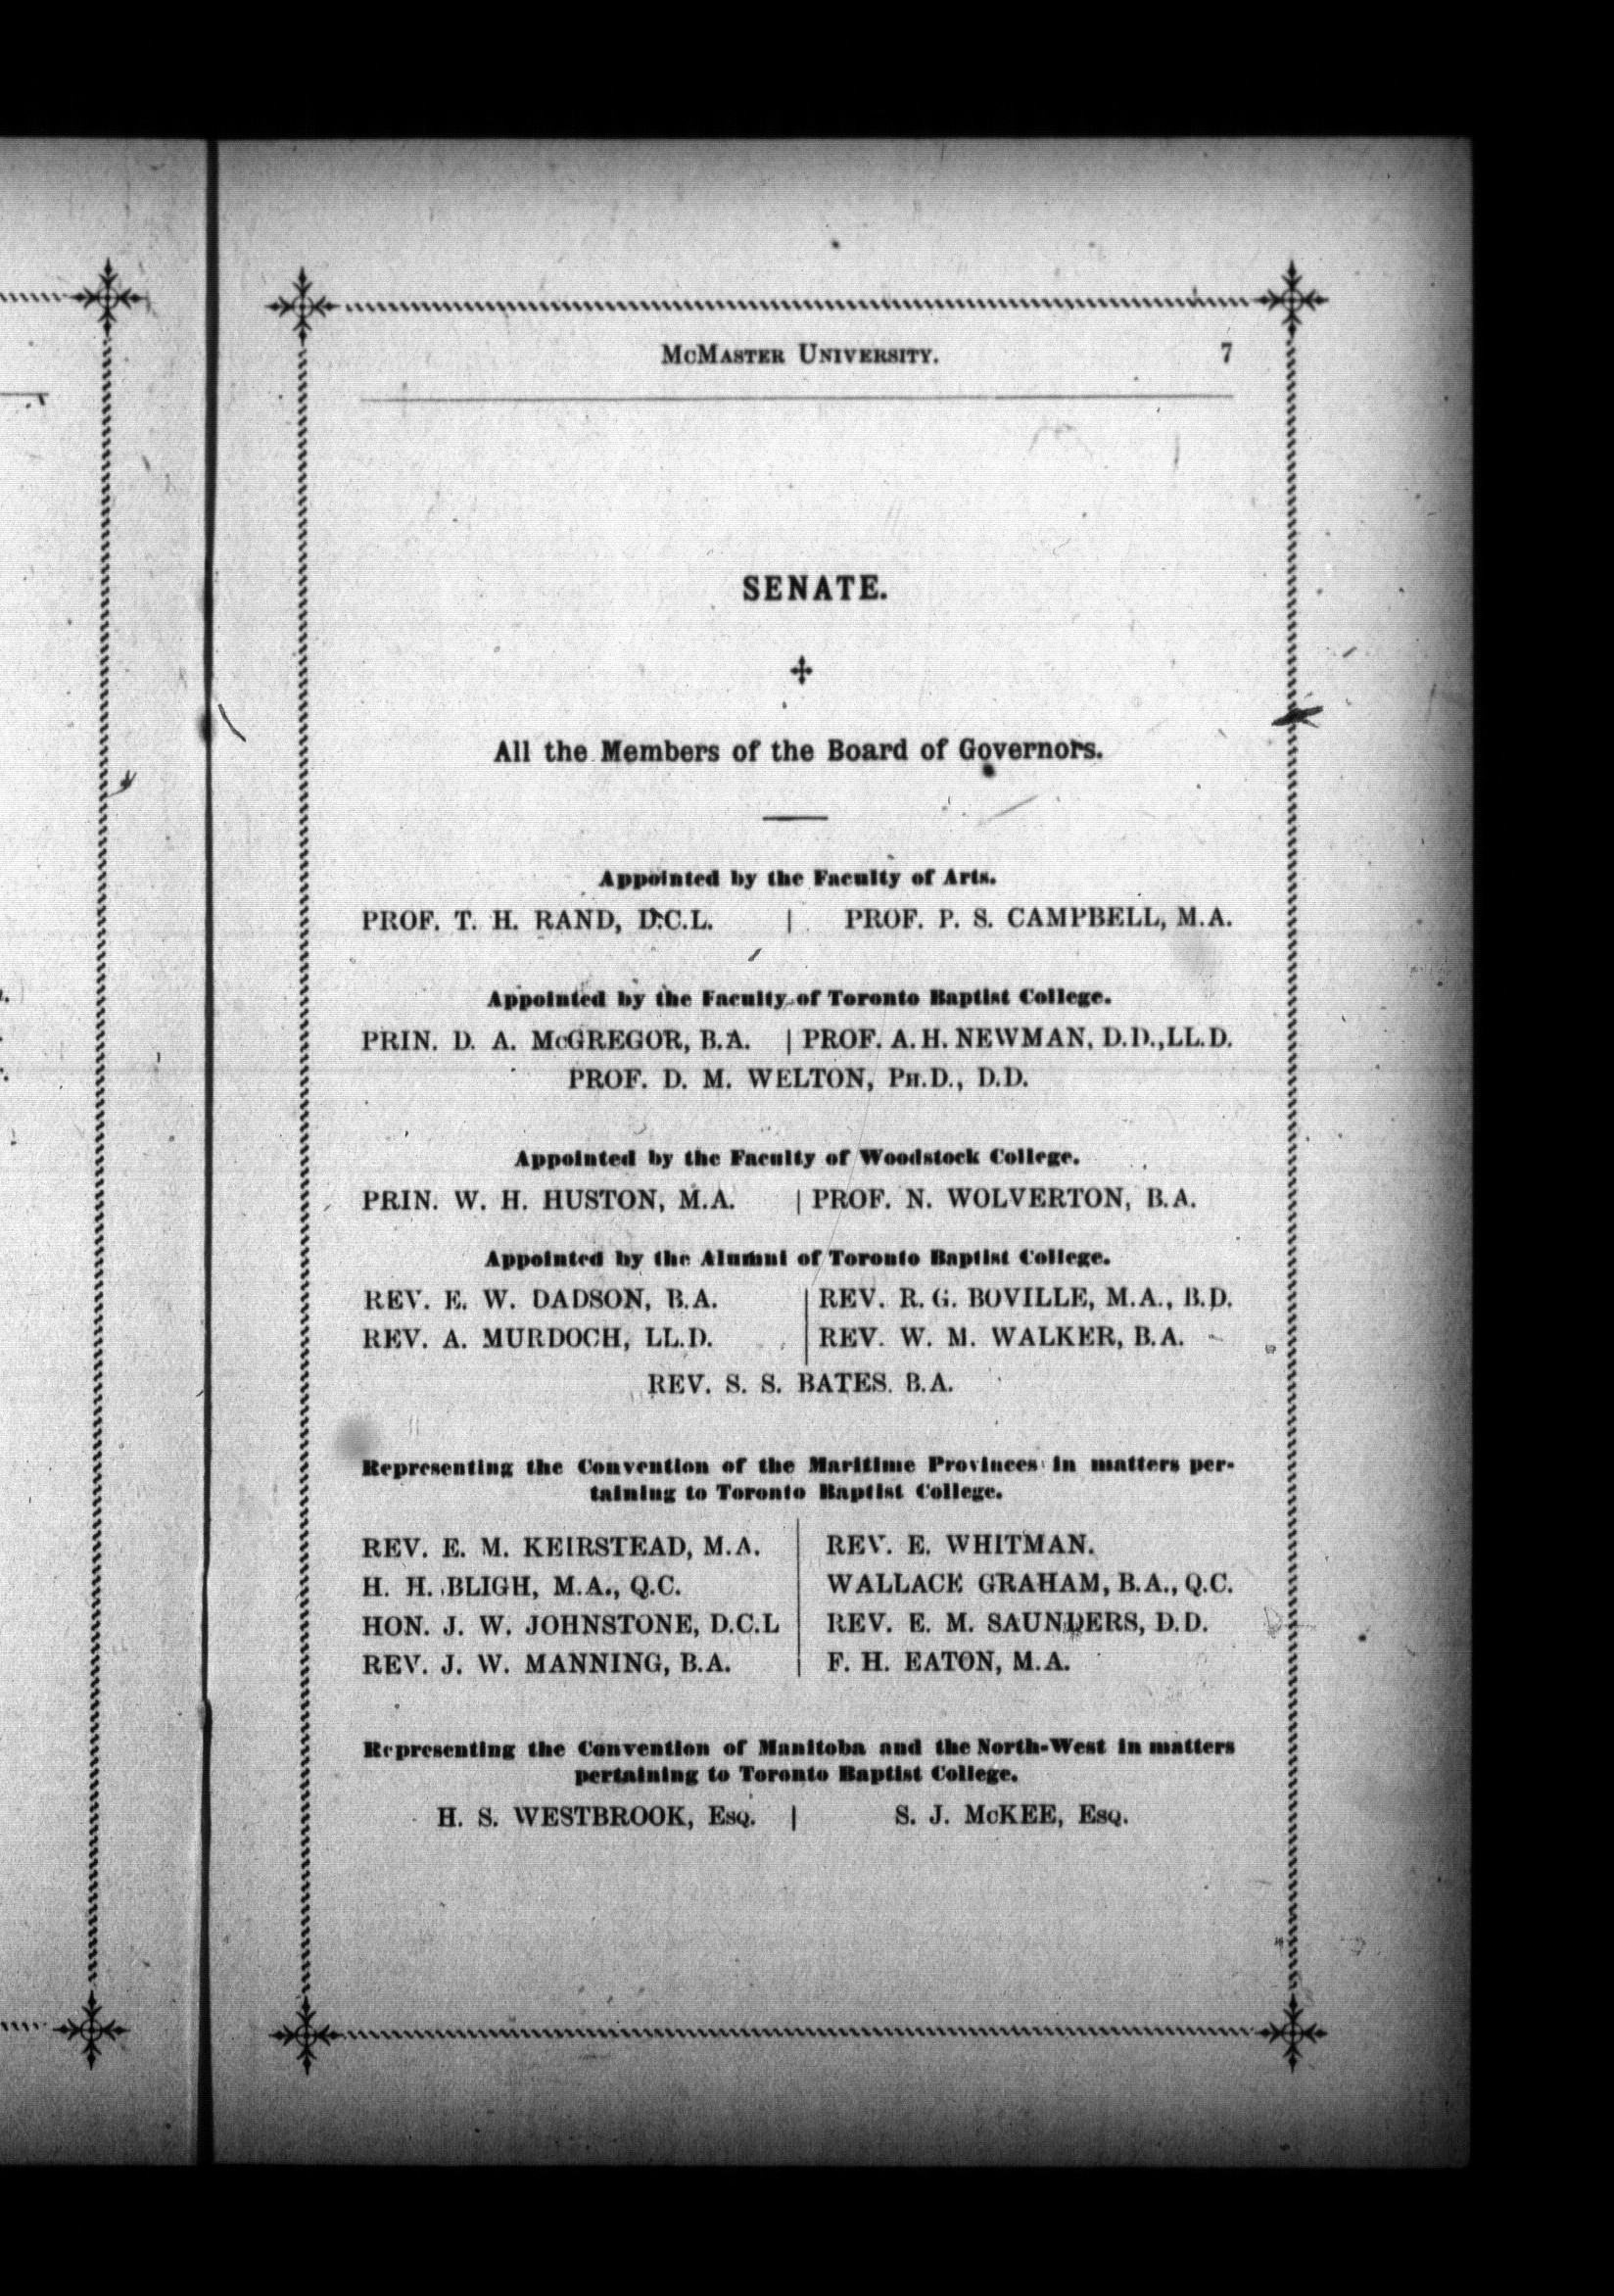 McMaster University. 7
SENATE.
All the Members of the Board of Governors.
Appointed by the Faculty of Arts.
PROF. T. H. RAND, D.C.L. | PROF. P. S. CAMPBELL, M.A.
Appointed by the Faculty of Toronto Baptist College.
PRIN. D. A. McGREGOR, B.A. | PROF. A. H. NEWMAN, D.D., LL.D.
PROF. D. M. WELTON, Ph.D., D.D.
Appointed by the Faculty of Woodstock College.
PRIN. W. H. HUSTON, M.A. | PROF. N. WOLVERTON, B.A.
Appointed by the Alumni of Toronto Baptist College.
REV. E. W. DADSON, B.A. | REV. R. G. BOVILLE, M.A., B.D.
REV. A. MURDOCH, LL.D. | REV. W. M. WALKER, B.A.
REV. S. S. BATES. B.A.
Representing the Convention of the Maritime Provinces in matters per-
taining to Toronto Baptist College.
REV. E. M. KEIRSTEAD, M.A. | REV. E. WHITMAN.
H. H. BLIGH, M.A., Q.C. | WALLACE GRAHAM, B.A., Q.C.
HON. J. W. JOHNSTONE, D.C.L | REV. E. M. SAUNDERS, D.D.
REV. J. W. MANNING, B.A. | F. H. EATON, M.A.
Representing the Convention of Manitoba and the North-West in matters
pertaining to Toronto Baptist College.
H. S. WESTBROOK, Esq. | S. J. McKEE, Esq.